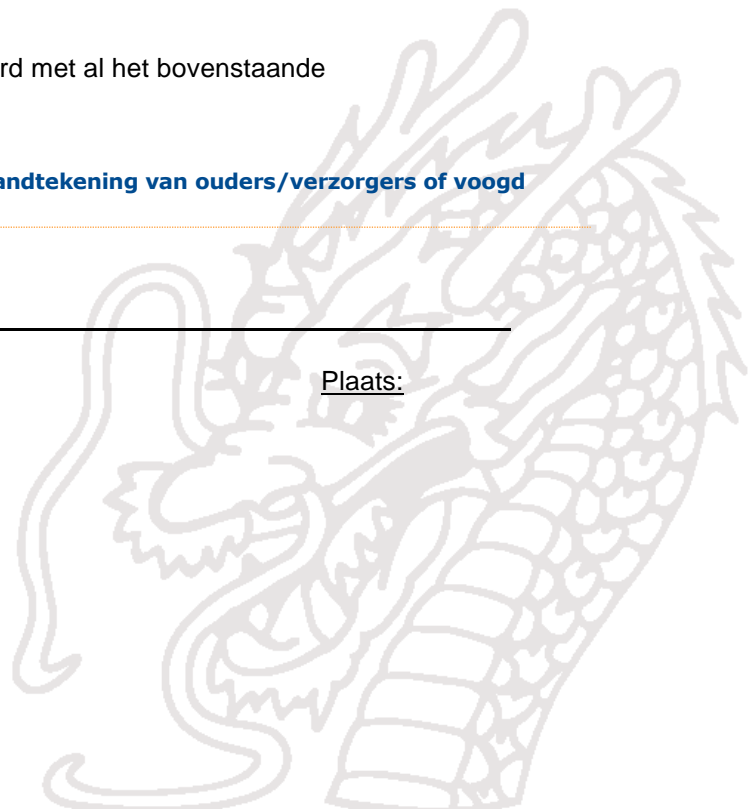 rd met al het bovenstaande
andtekening van ouders/verzorgers of voogd
Plaats: